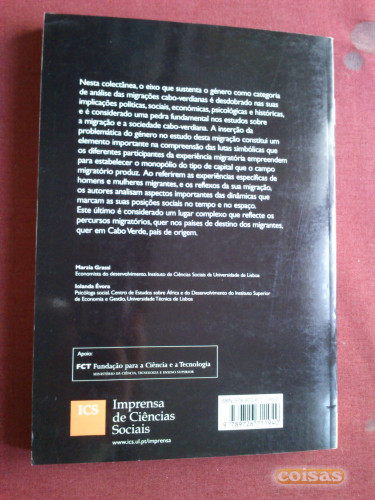 Nesta colectânea, o eixo que sustenta o género como categoria
de análise das migrações cabo-verdianas é desdobrado nas suas
implicações políticas, sociais, económicas, psicológicas e históricas,
e é considerado uma pedra fundamental nos estudos sobre
a migração e a sociedade cabo-verdiana. A inserção da
problemática do género no estudo desta migração constitui um
elemento importante na compreensão das lutas simbólicas que
os diferentes participantes da experiência migratória empreendem
para estabelecer o monopólio do tipo de capital que o campo
migratório produz. Ao referirem as experiências específicas de
homens e mulheres migrantes, e os reflexos da sua migração,
os autores analisam aspectos importantes das dinâmicas que
marcam as suas posições sociais no tempo e no espaço.
Este último é considerado um lugar complexo que reflecte os
percursos migratórios, quer nos países de destino dos migrantes,
quer em Cabo Verde, país de origem.
Marzia Grassi
Economista do desenvolvimento, Instituto de Ciências Sociais da Universidade de Lisboa
Iolanda Évora
Psicóloga social. Centro de Estudos sobre África e do Desenvolvimento do Instituto Superior
de Economia e Gestão, Universidade Técnica de Lisboa
Apoio:
FCT Fundação para a Ciência e a Tecnologia
MINISTÉRIO DA CIÊNCIA, TECNOLOGIA E ENSINO SUPERIOR
ICS
Imprensa
de Ciências
Sociais
www.ics.ul.pt/imprensa
coisas